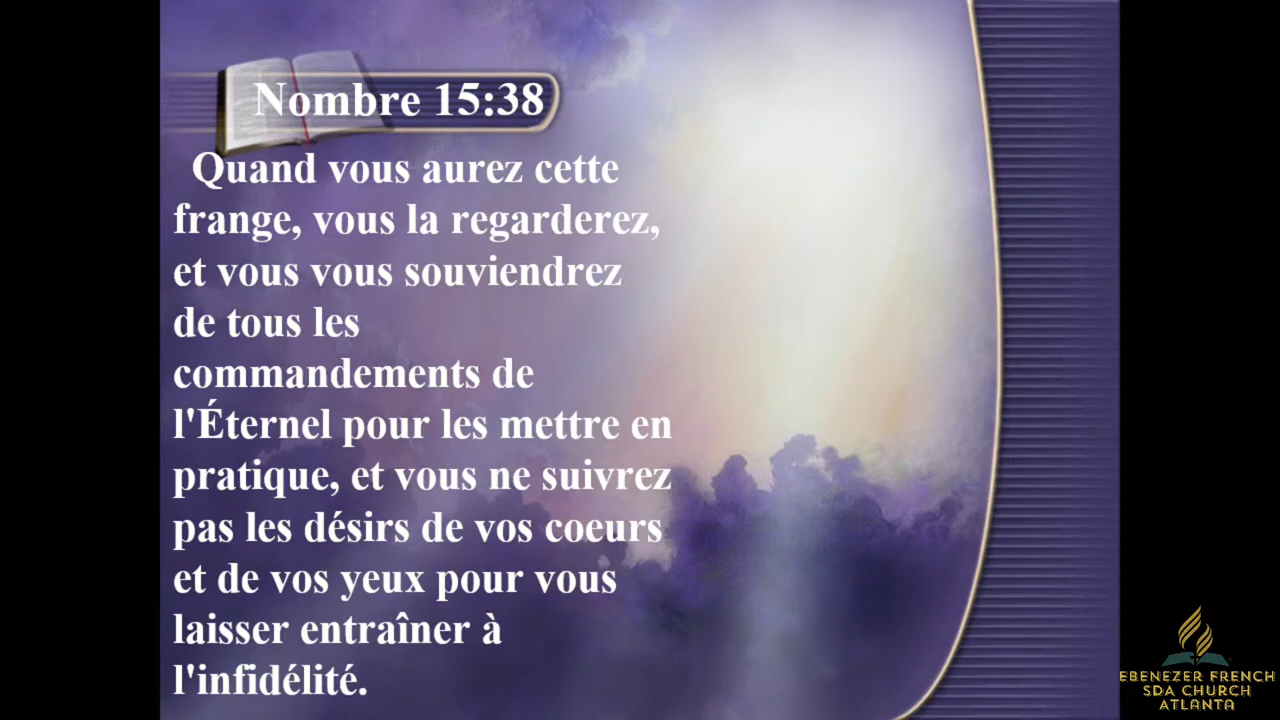 Nombre 15:38
Quand vous aurez cette
frange, vous la regarderez,
et vous vous souviendrez
de tous les
commandements de
l'Éternel pour les mettre en
pratique, et vous ne suivrez
pas les désirs de vos coeurs
et de vos yeux pour vous
laisser entraîner à
l'infidélité.
EBENEZER FRENCH
SDA CHURCH
ATLANTA